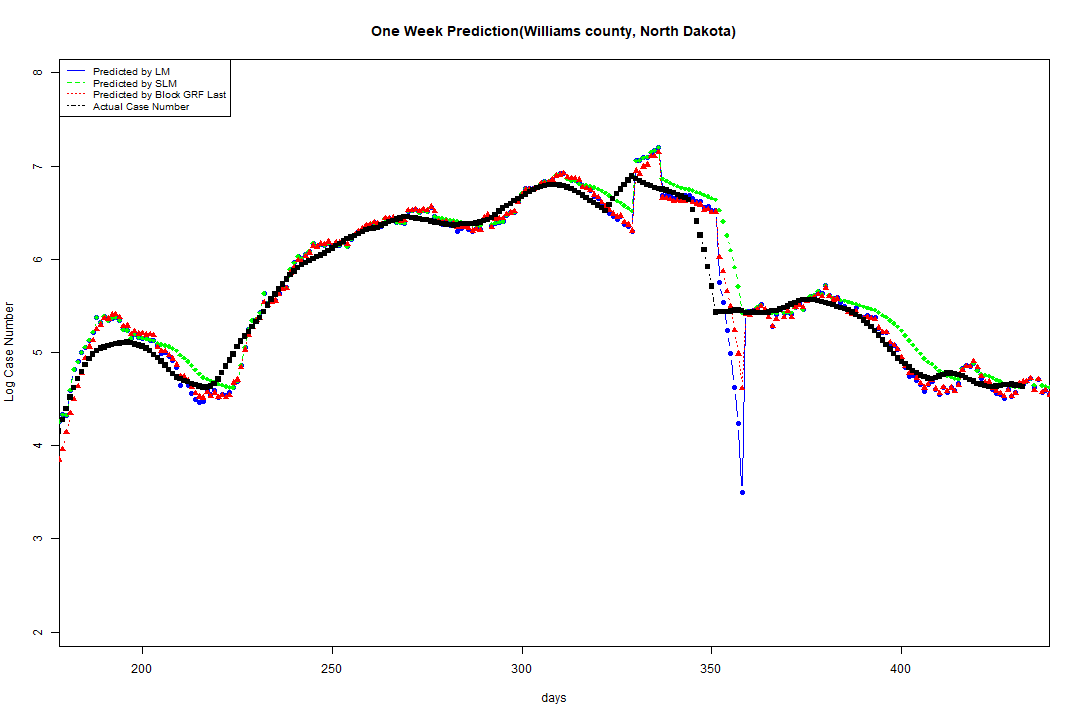 One Week Prediction(Williams county, North Dakota)
Predicted by LM
Predicted by SLM
Predicted by Block GRF Last
Actual Case Number
8
7
6
5
4
3
2
Log Case Number
200 250 300 350 400
days